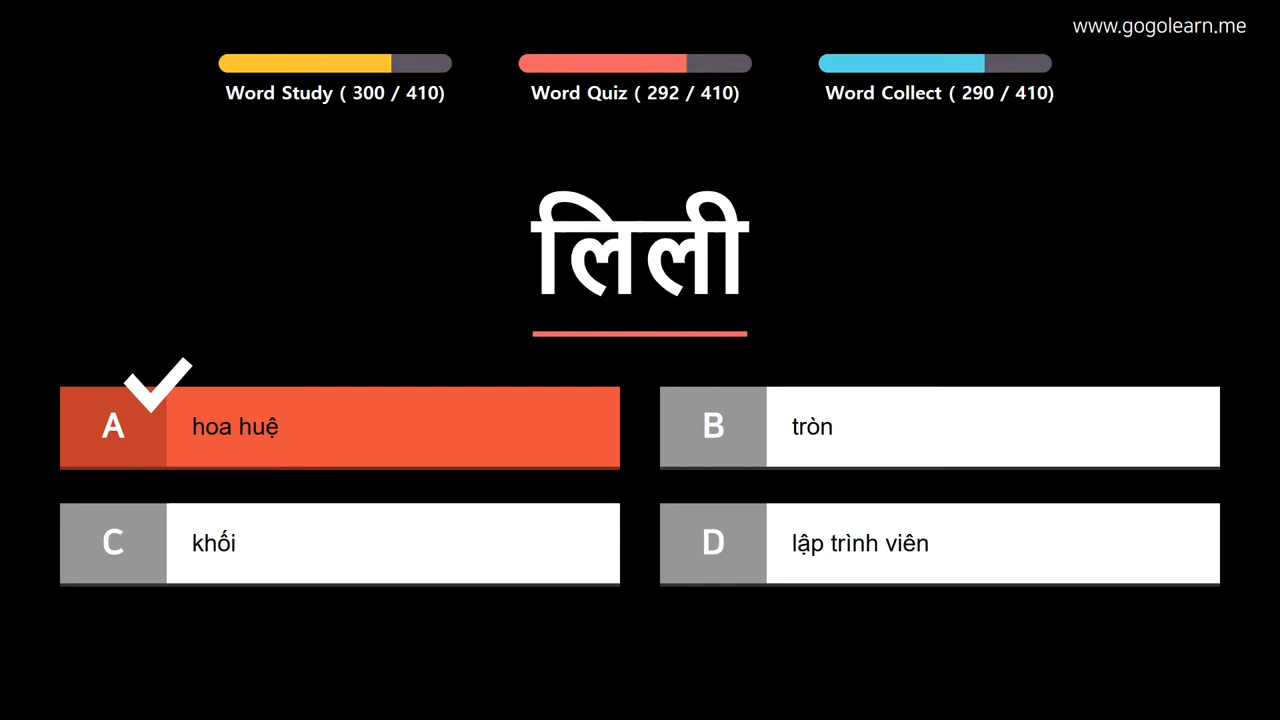 www.gogolearn.me
Word Study ( 300 / 410)
Word Quiz ( 292 / 410)
Word Collect ( 290 / 410)
लिली
A hoa huệ
B tròn
C khối
D lập trình viên